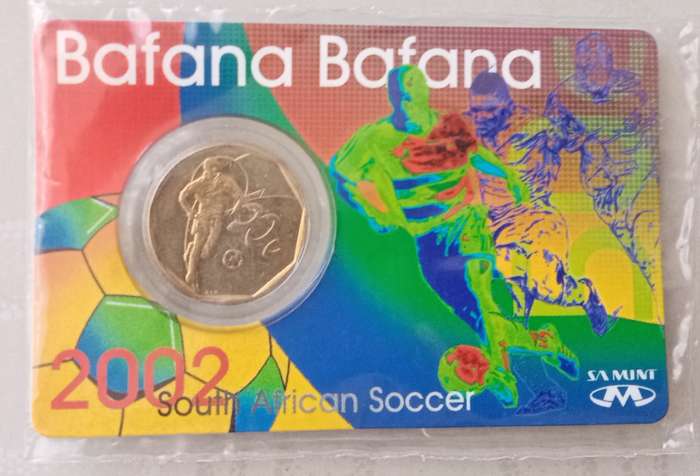 Bafana Bafana
2002
South African Soccer
SA MINT